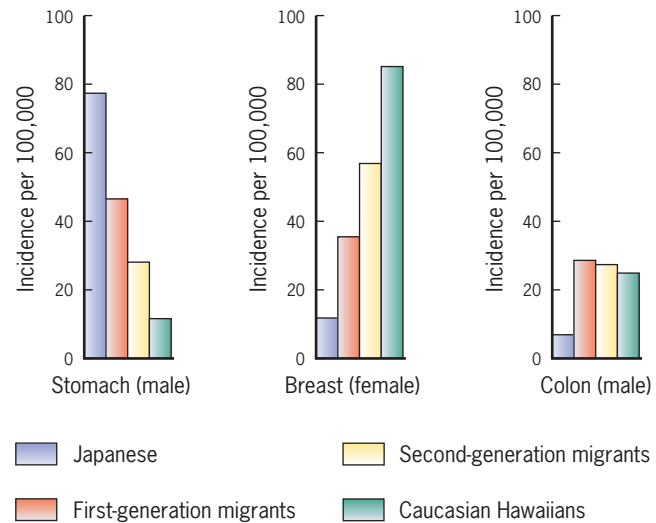 Incidence per 100,000
100
80
60
40
20
0
Stomach (male)
Incidence per 100,000
100
80
60
40
20
0
Breast (female)
Incidence per 100,000
100
80
60
40
20
0
Colon (male)
Japanese
Second-generation migrants
First-generation migrants
Caucasian Hawaiians